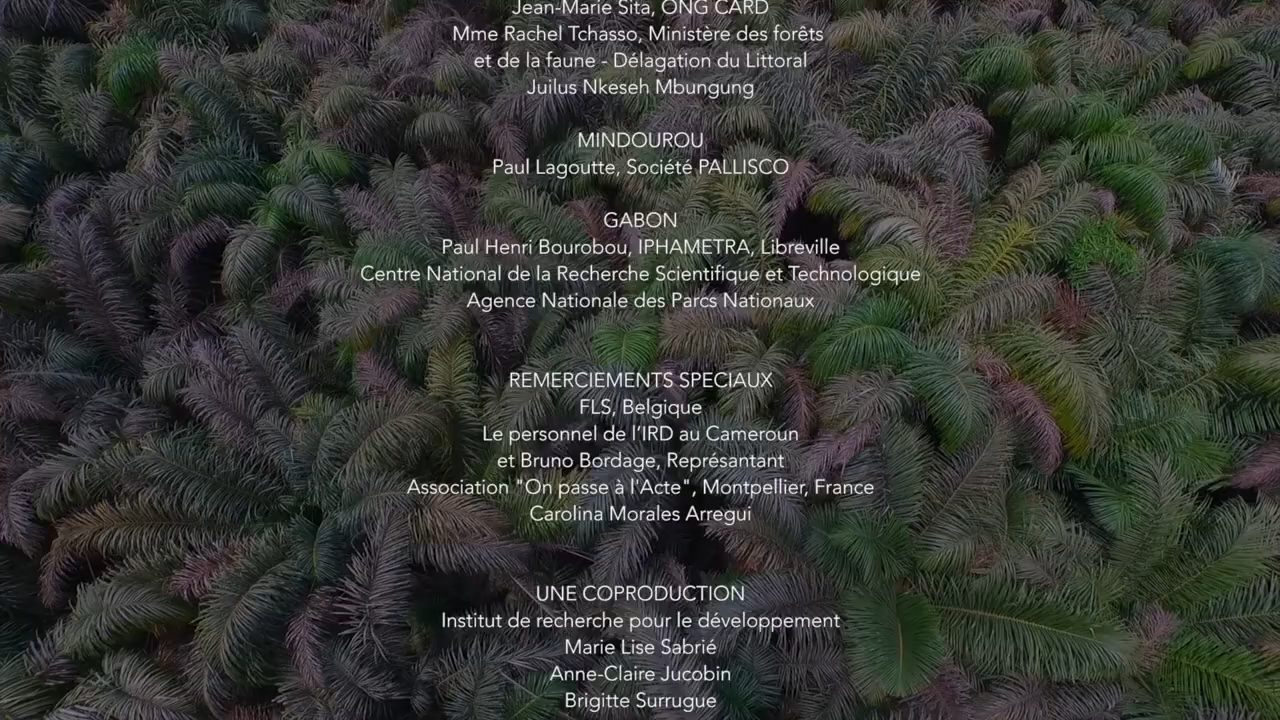 Jean-Marie Sita, ONG CARD
Mme Rachel Tchasso, Ministère des forêts
et de la faune - Délagation du Littoral
Juilus Nkeseh Mbungung
MINDOUROU
Paul Lagoutte, Société PALLISCO
GABON
Paul Henri Bourobou, IPHAMETRA, Libreville
Centre National de la Recherche Scientifique et Technologique
Agence Nationale des Parcs Nationaux
REMERCIEMENTS SPECIAUX
FLS, Belgique
Le personnel de l’IRD au Cameroun
et Bruno Bordage, Représantant
Association "On passe à l'Acte", Montpellier, France
Carolina Morales Arregui
UNE COPRODUCTION
Institut de recherche pour le développement
Marie Lise Sabrié
Anne-Claire Jucobin
Brigitte Surrugue